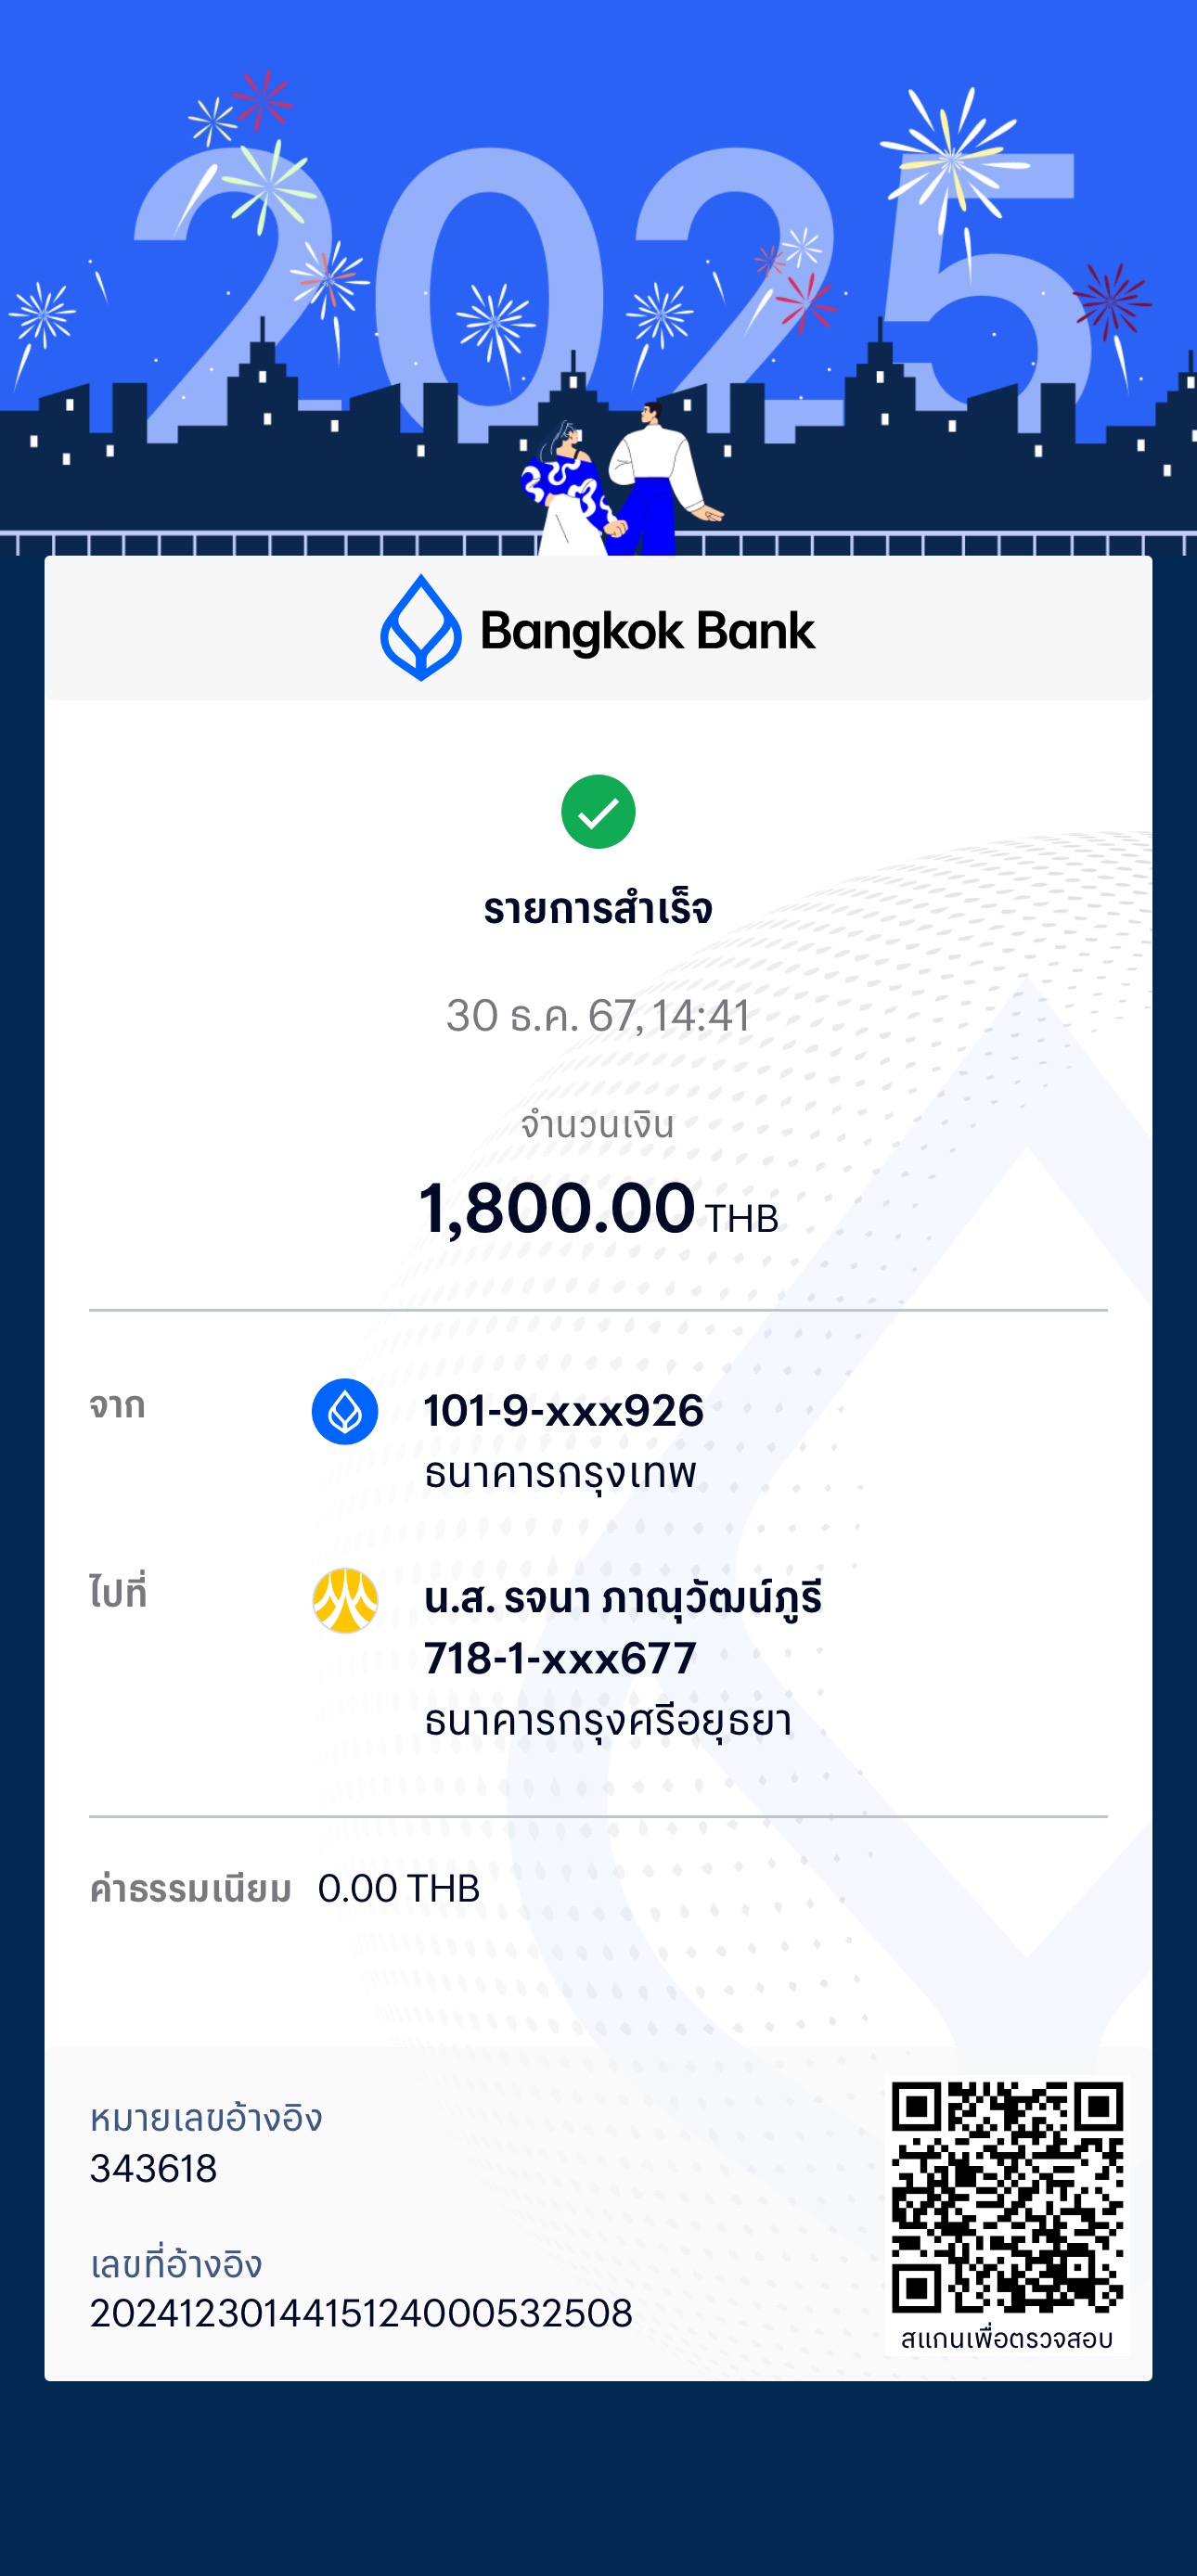 2025
Bangkok Bank
รายการสำเร็จ
30 ธ.ค. 67, 14:41
จำนวนเงิน
1,800.00 THB
จาก
101-9-xxx926
ธนาคารกรุงเทพ
ไปที่
น.ส. รจนา ภาณุวัฒน์ภูรี
718-1-xxx677
ธนาคารกรุงศรีอยุธยา
ค่าธรรมเนียม 0.00 THB
หมายเลขอ้างอิง
343618
เลขที่อ้างอิง
2024123014415124000532508
สแกนเพื่อตรวจสอบ